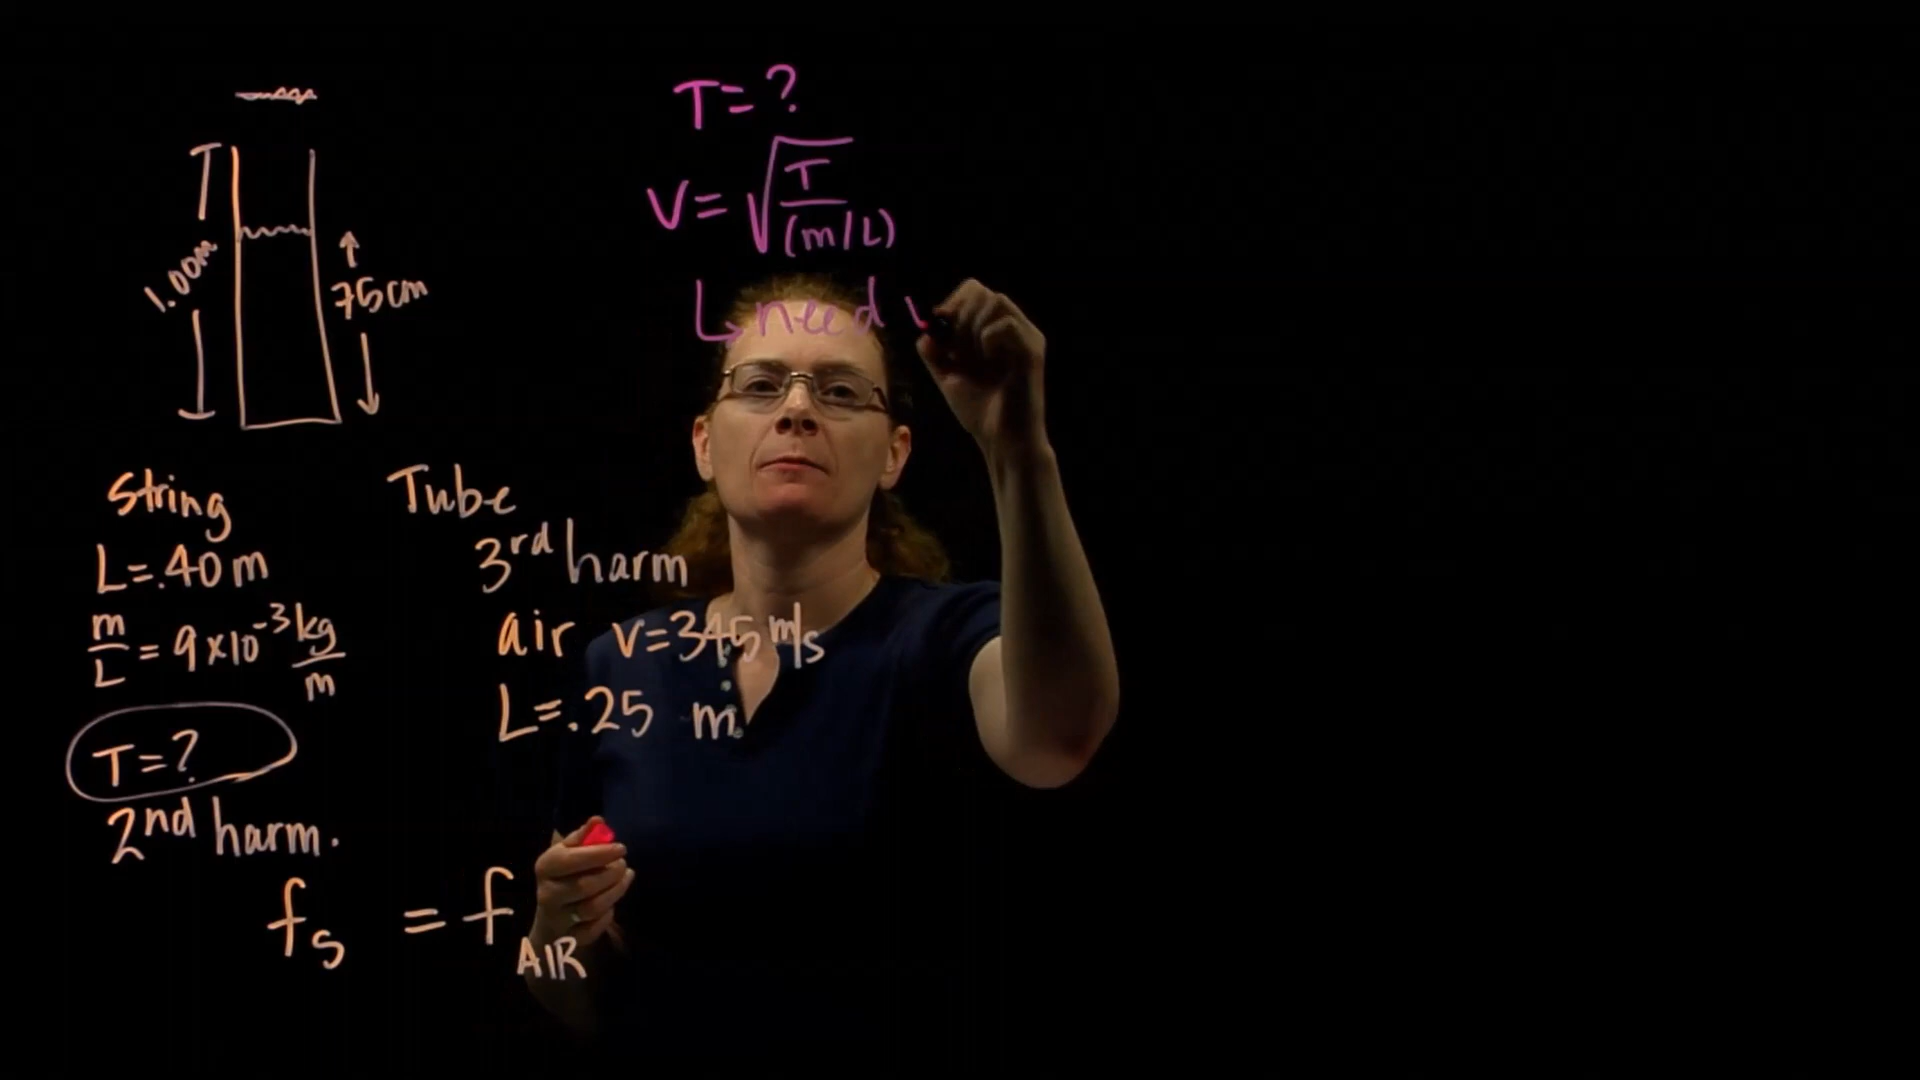 1.00m
75cm
String
L=.40 m
m/L = 9×10⁻³ kg/m
T=?
2nd harm.
Tube
3rd harm
air v=345 m/s
L=.25 m
fS = fAIR
T=?
V=√T/(m/L)
↳need v